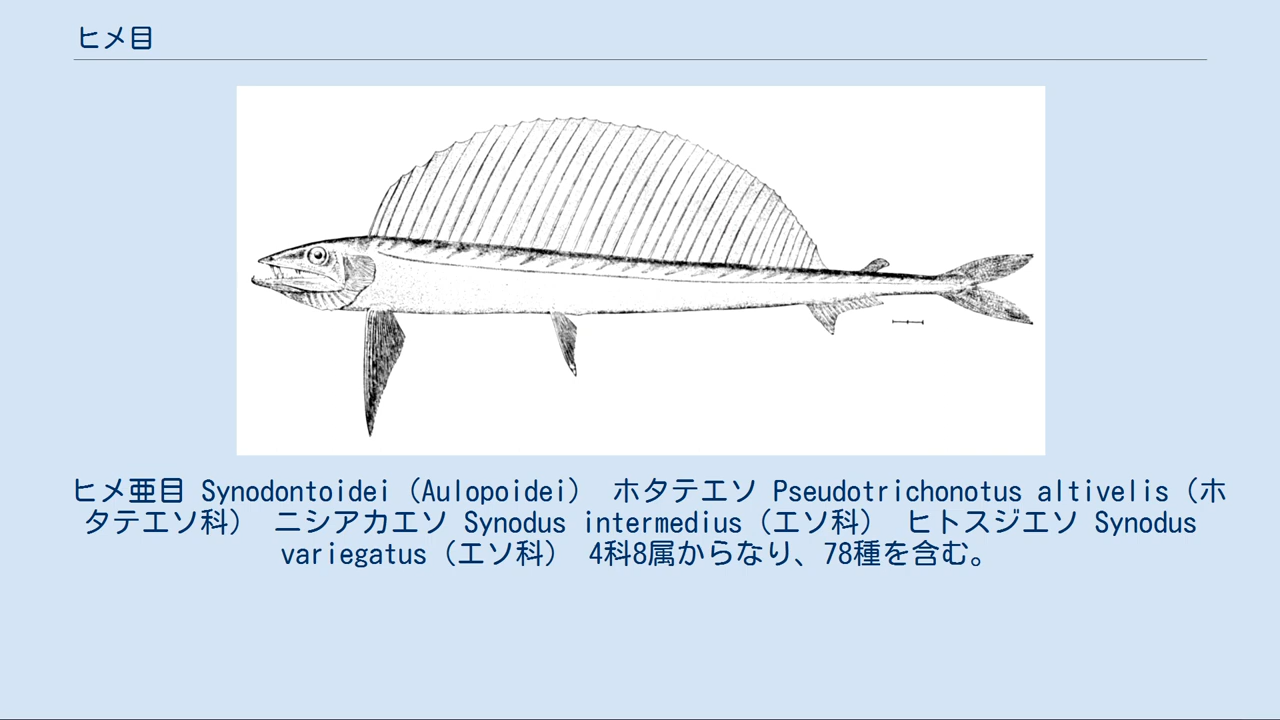 ヒメ目
ヒメ亜目 Synodontoidei（Aulopoidei） ホタテエソ Pseudotrichonotus altivelis（ホ
タテエソ科） ニシアカエソ Synodus intermedius（エソ科） ヒトスジエソ Synodus
variegatus（エソ科） 4科8属からなり、78種を含む。